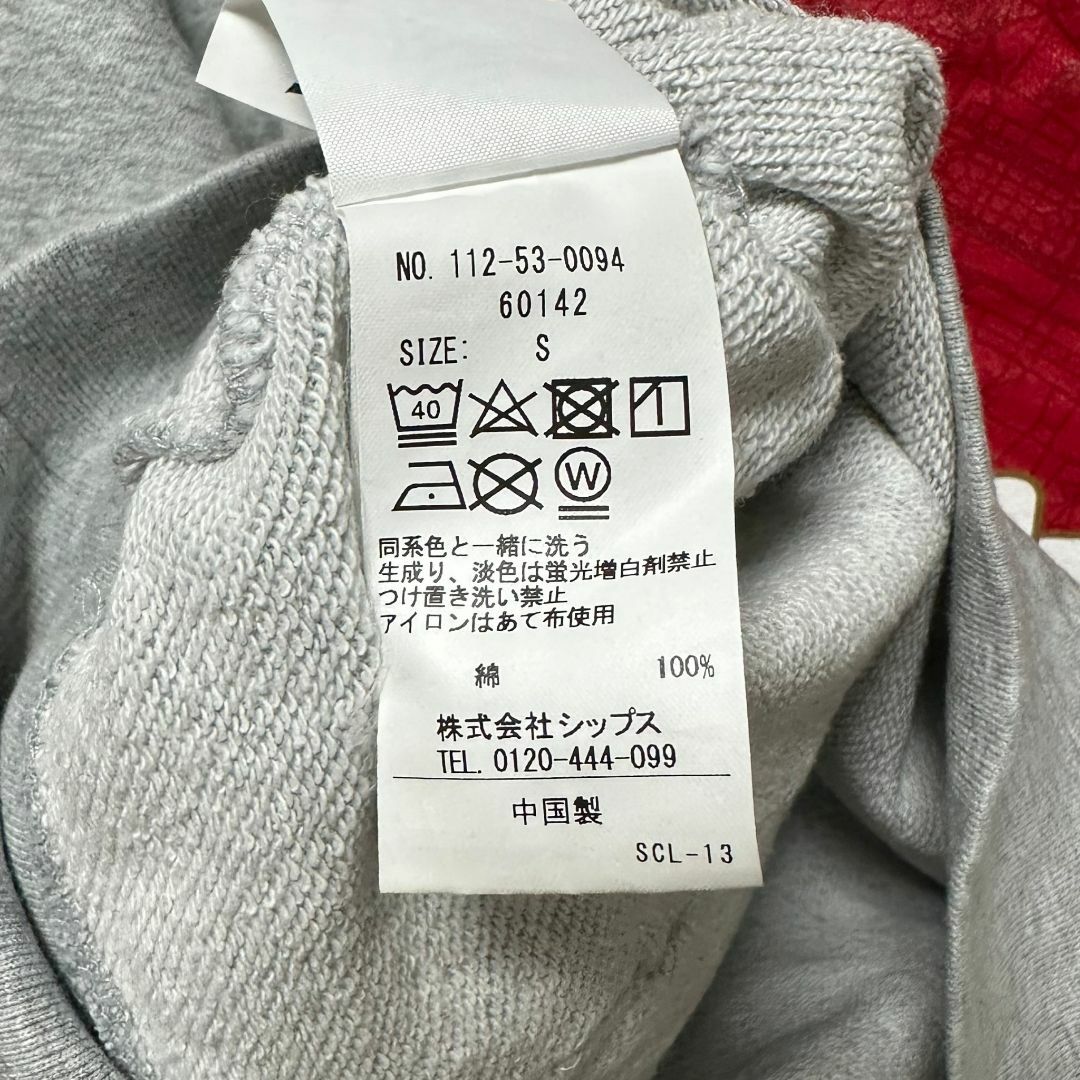 NO. 112-53-0094
60142
SIZE: S
40
W
同系色と一緒に洗う
生成り、淡色は蛍光増白剤禁止
つけ置き洗い禁止
アイロンはあて布使用
綿 100%
株式会社シップス
TEL. 0120-444-099
中国製
SCL-13